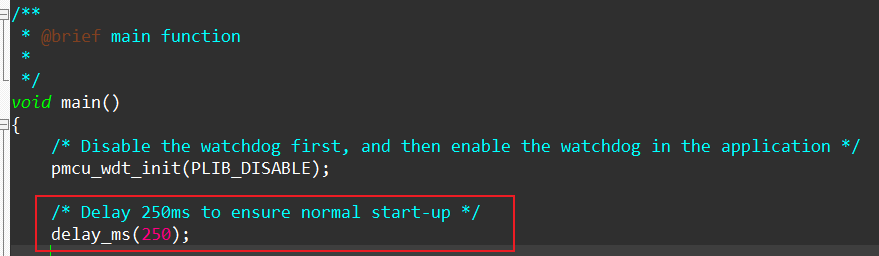 /**
* @brief main function
*
*/
void main()
{
/* Disable the watchdog first, and then enable the watchdog in the application */
pmcu_wdt_init(PLIB_DISABLE);
/* Delay 250ms to ensure normal start-up */
delay_ms(250);